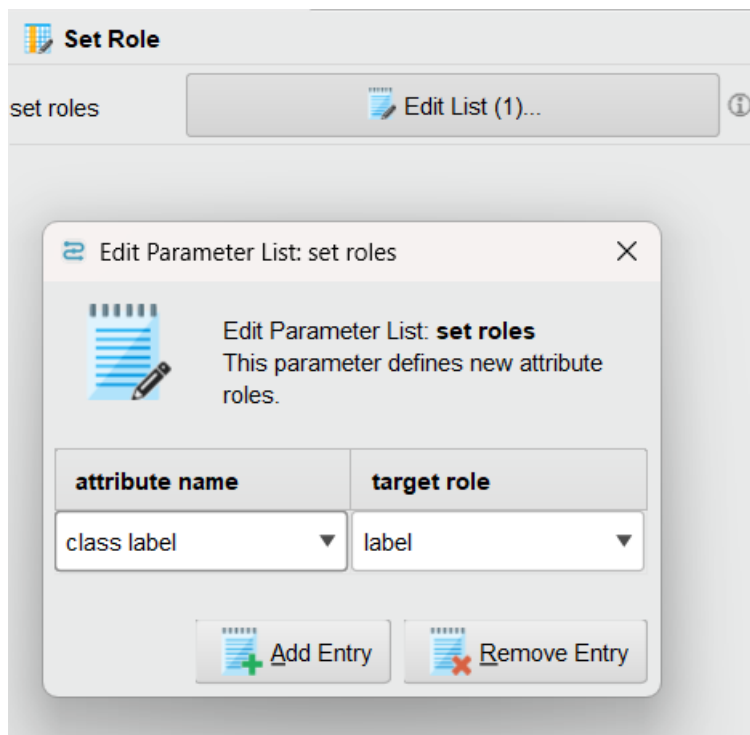 Set Role
set roles
Edit List (1)...
Edit Parameter List: set roles
Edit Parameter List: set roles
This parameter defines new attribute
roles.
attribute name target role
class label label
Add Entry Remove Entry